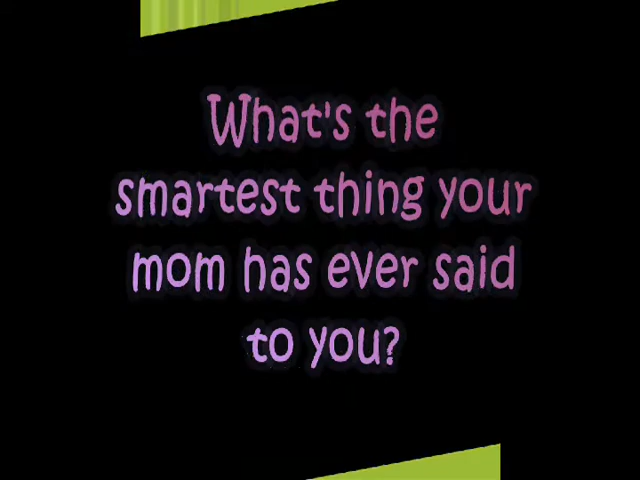 What's the
smartest thing your
mom has ever said
to you?